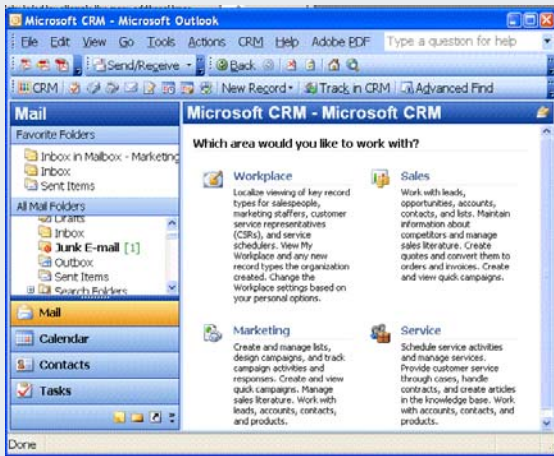 Microsoft CRM - Microsoft Outlook
File Edit View Go Tools Actions CRM Help Adobe PDF Type a question for help
Send/Receive Back
CRM New Record Track in CRM Advanced Find
Mail
Favorite Folders
Inbox in Mailbox - Marketing
Inbox
Sent Items
All Mail Folders
Drafts
Inbox
Junk E-mail [1]
Outbox
Sent Items
Search Folders
Mail
Calendar
Contacts
Tasks
Microsoft CRM - Microsoft CRM
Which area would you like to work with?
Workplace
Localize viewing of key record
types for salespeople,
marketing staffers, customer
service representatives
(CSRs), and service
schedulers. View My
Workplace and any new
record types the organization
created. Change the
Workplace settings based on
your personal options.
Sales
Work with leads,
opportunities, accounts,
contacts, and lists. Maintain
information about
competitors and manage
sales literature. Create
quotes and convert them to
orders and invoices. Create
and view quick campaigns.
Marketing
Create and manage lists,
design campaigns, and track
campaign activities and
responses. Create and view
quick campaigns. Manage
sales literature. Work with
leads, accounts, contacts,
and products.
Service
Schedule service activities
and manage services.
Provide customer service
through cases, handle
contracts, and create articles
in the knowledge base. Work
with accounts, contacts, and
products.
Done